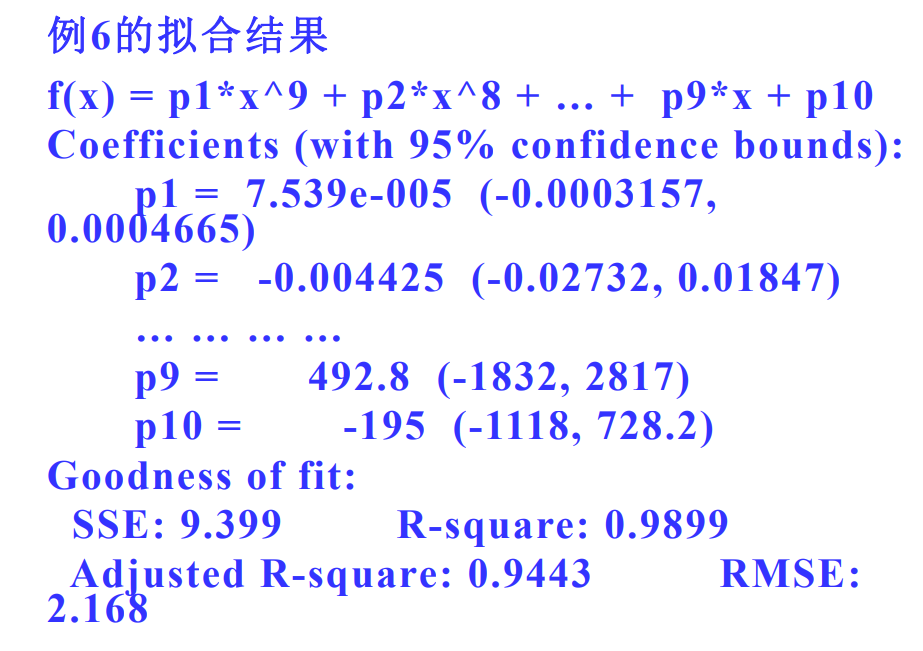 例6的拟合结果
f(x) = p1*x^9 + p2*x^8 + ... + p9*x + p10
Coefficients (with 95% confidence bounds):
p1 = 7.539e-005 (-0.0003157,
0.0004665)
p2 = -0.004425 (-0.02732, 0.01847)
... ... ... ...
p9 = 492.8 (-1832, 2817)
p10 = -195 (-1118, 728.2)
Goodness of fit:
SSE: 9.399 R-square: 0.9899
Adjusted R-square: 0.9443 RMSE:
2.168